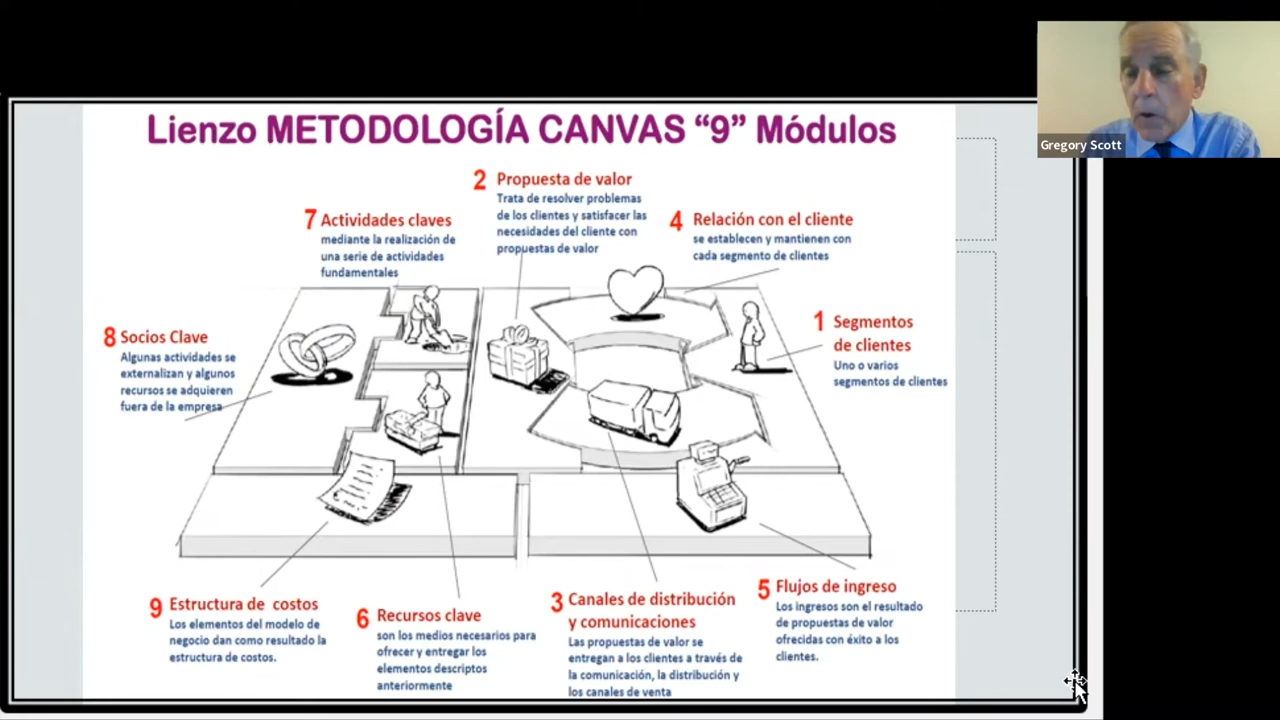 Lienzo METODOLOGÍA CANVAS “9” Módulos
Gregory Scott
2 Propuesta de valor
Trata de resolver problemas
de los clientes y satisfacer las
necesidades del cliente con
propuestas de valor
7 Actividades claves
mediante la realización de
una serie de actividades
fundamentales
4 Relación con el cliente
se establecen y mantienen con
cada segmento de clientes
8 Socios Clave
Algunas actividades se
externalizan y algunos
recursos se adquieren
fuera de la empresa
1 Segmentos
de clientes
Uno o varios
segmentos de clientes
9 Estructura de costos
Los elementos del modelo de
negocio dan como resultado la
estructura de costos.
6 Recursos clave
son los medios necesarios para
ofrecer y entregar los
elementos descriptos
anteriormente
3 Canales de distribución
y comunicaciones
Las propuestas de valor se
entregan a los clientes a través de
la comunicación, la distribución y
los canales de venta
5 Flujos de ingreso
Los ingresos son el resultado
de propuestas de valor
ofrecidas con éxito a los
clientes.